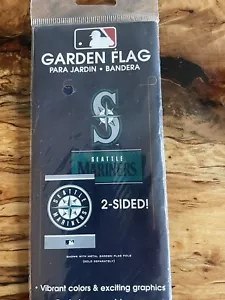 GARDEN FLAG
PARA JARDIN • BANDERA
S
SEATTLE
MARINERS
SEATTLE
MARINERS
2-SIDED!
SHOWN WITH METAL GARDEN FLAG POLE
(SOLD SEPARATELY)
• Vibrant colors & exciting graphics